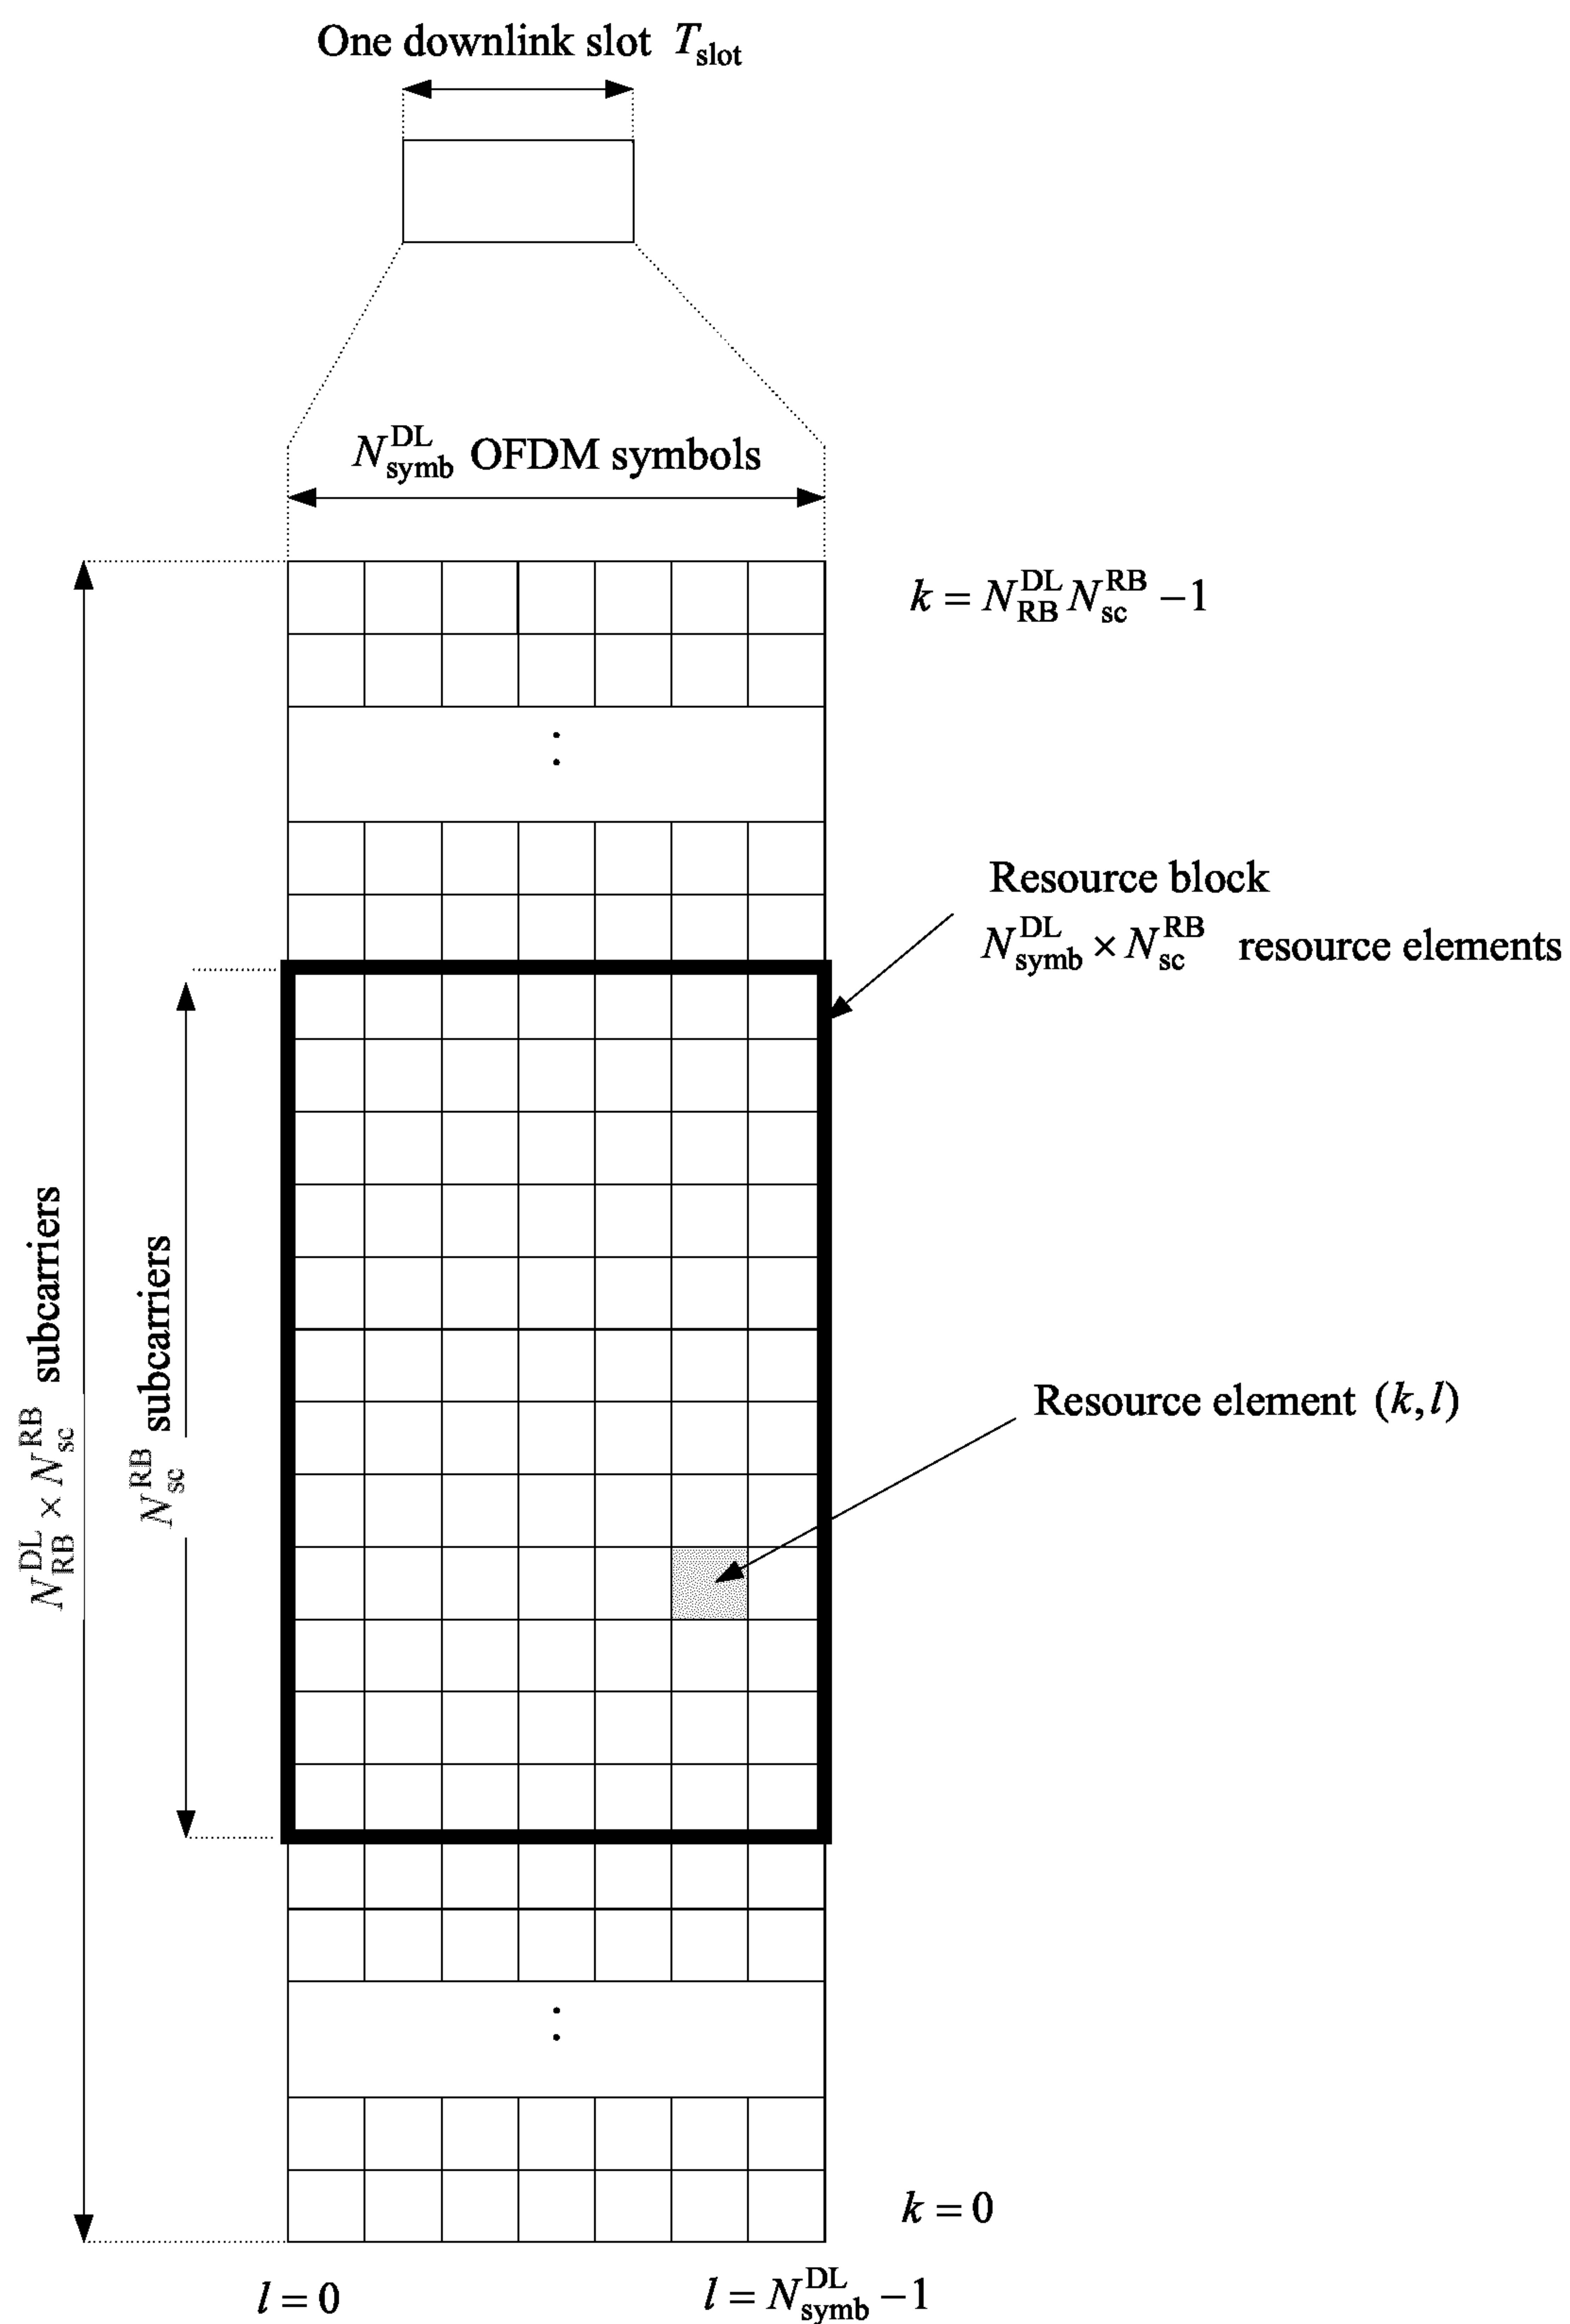 One downlink slot T_slot
N_symb^DL OFDM symbols
k = N_RB^DL N_sc^RB − 1
Resource block
N_symb^DL × N_sc^RB resource elements
N_RB^DL × N_sc^RB subcarriers
N_sc^RB subcarriers
Resource element (k, l)
:
:
k = 0
l = 0
l = N_symb^DL − 1